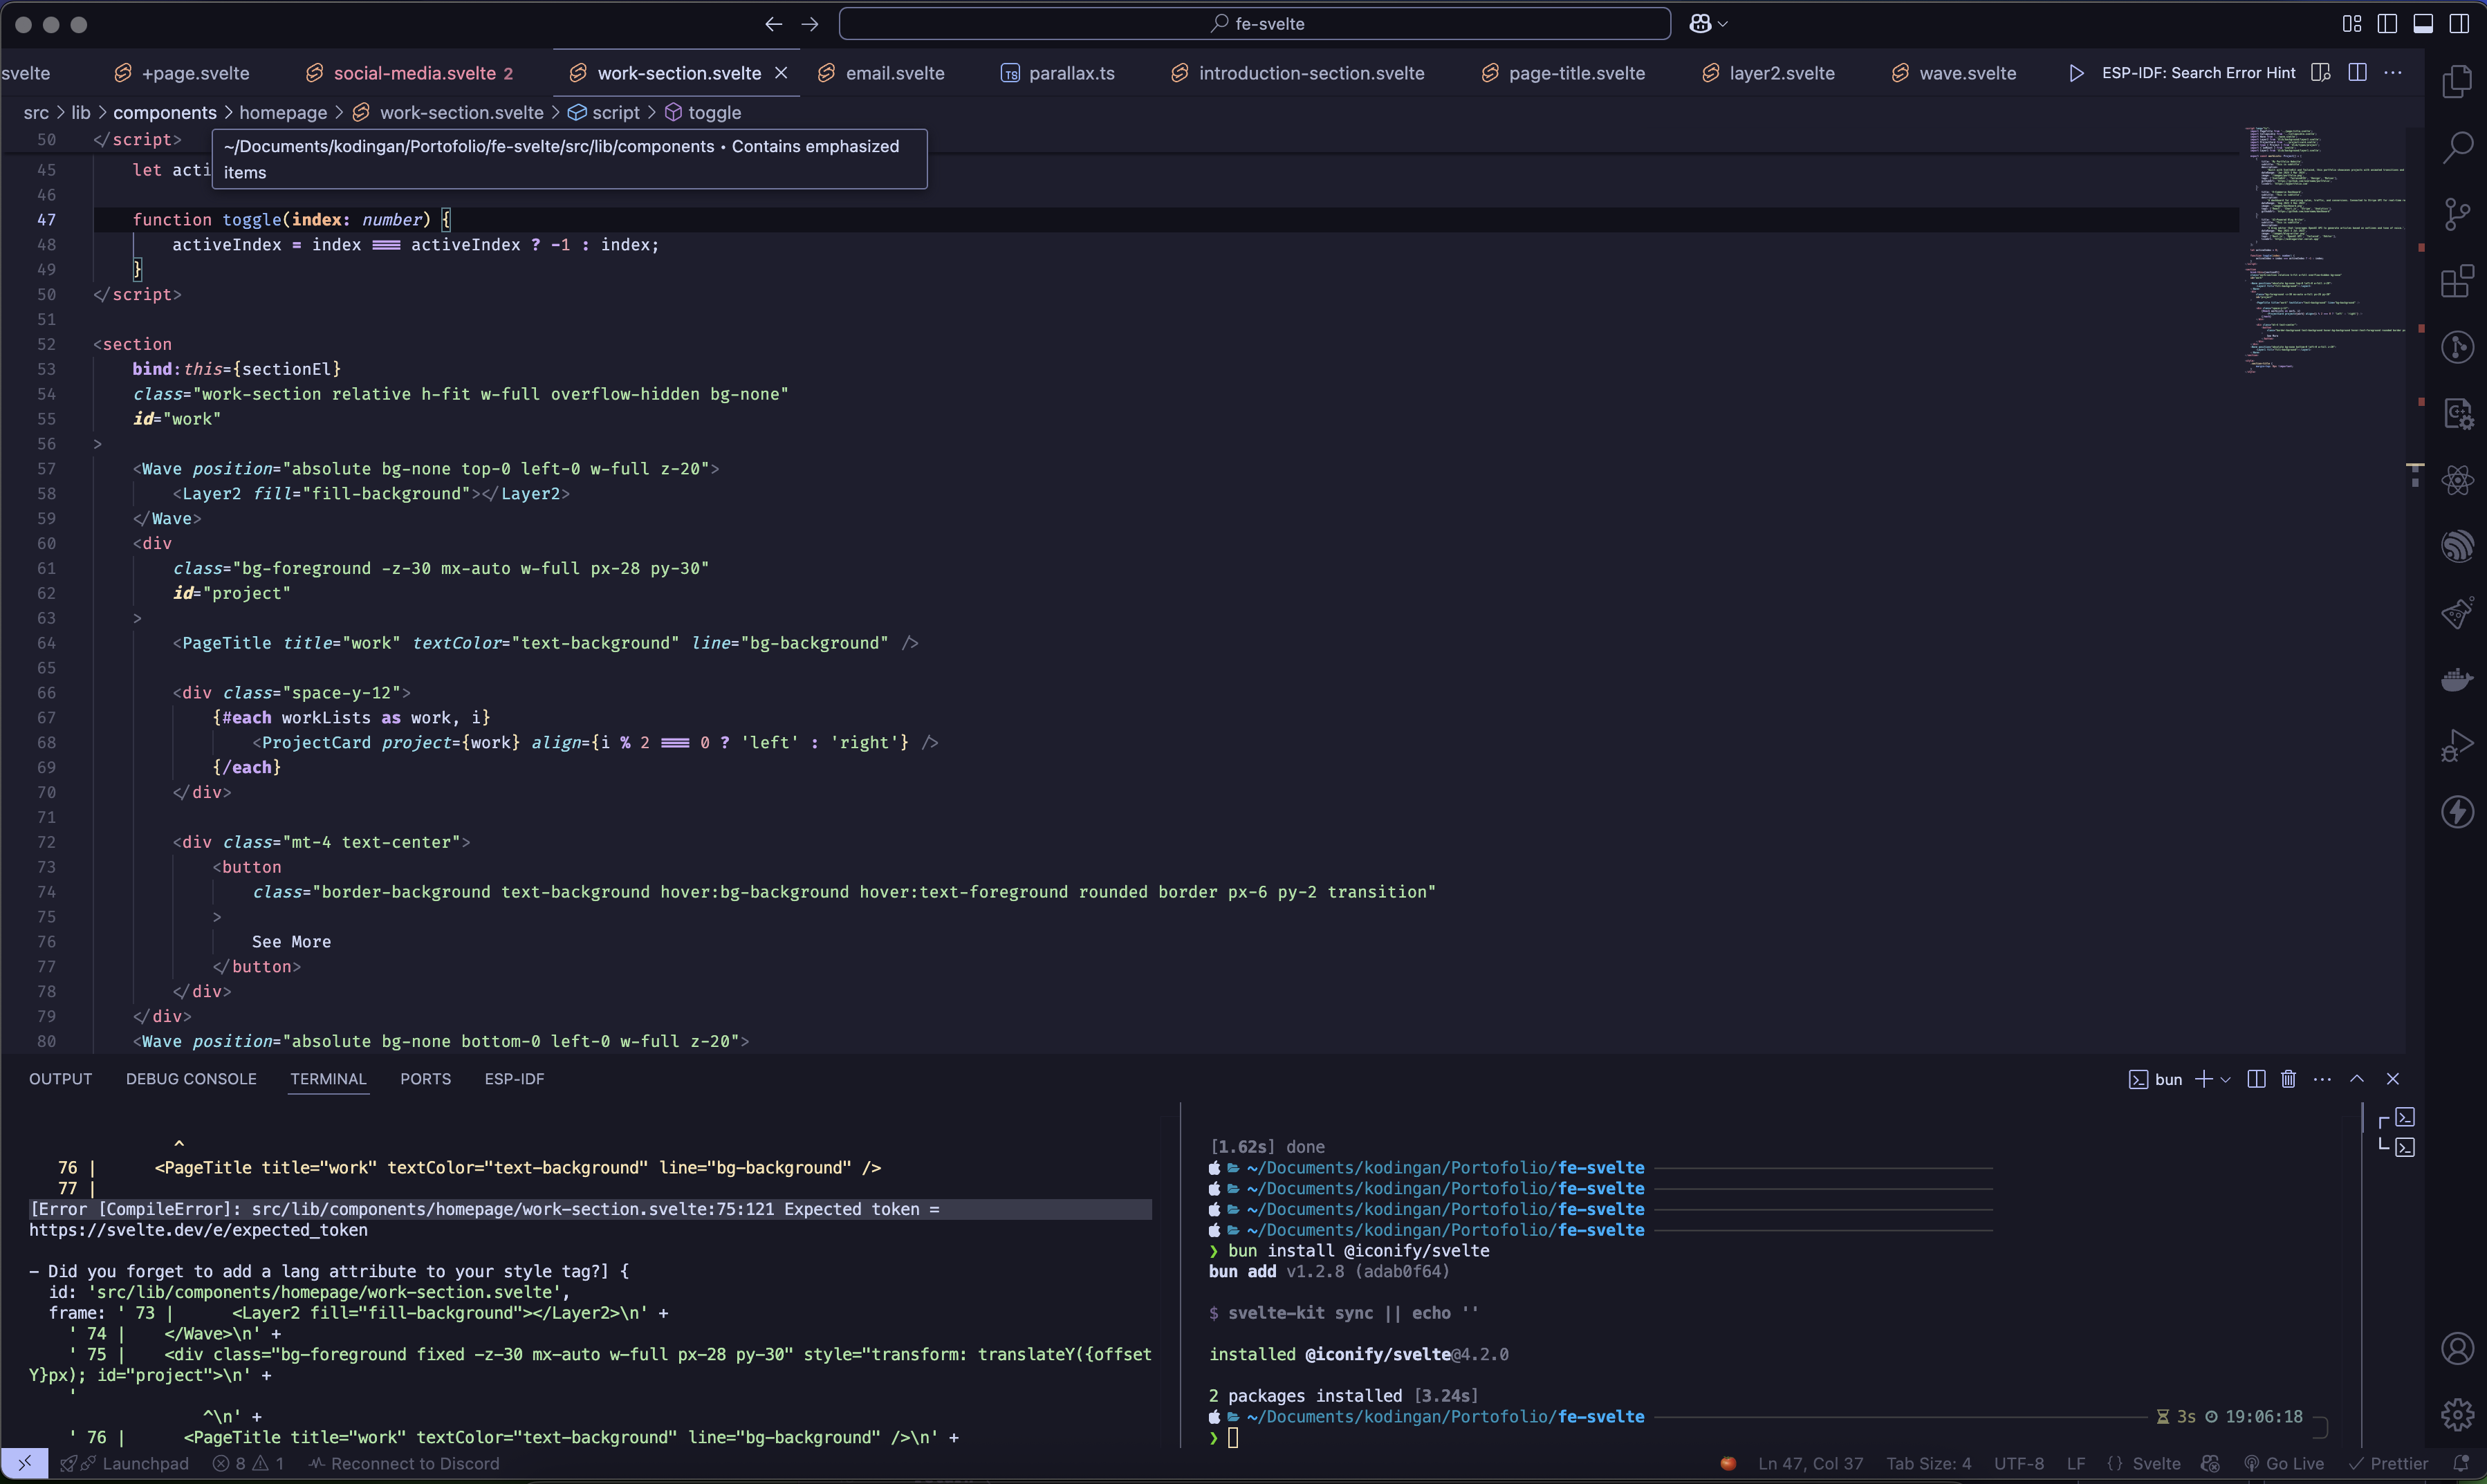 fe-svelte
svelte
+page.svelte
social-media.svelte 2
work-section.svelte
email.svelte
TS parallax.ts
introduction-section.svelte
page-title.svelte
layer2.svelte
wave.svelte
ESP-IDF: Search Error Hint
src > lib > components > homepage > work-section.svelte > script > toggle
50 </script>
~/Documents/kodingan/Portofolio/fe-svelte/src/lib/components • Contains emphasized
items
45 let acti
46
47 function toggle(index: number) {
48 activeIndex = index === activeIndex ? -1 : index;
49 }
50 </script>
51
52 <section
53 bind:this={sectionEl}
54 class="work-section relative h-fit w-full overflow-hidden bg-none"
55 id="work"
56 >
57 <Wave position="absolute bg-none top-0 left-0 w-full z-20">
58 <Layer2 fill="fill-background"></Layer2>
59 </Wave>
60 <div
61 class="bg-foreground -z-30 mx-auto w-full px-28 py-30"
62 id="project"
63 >
64 <PageTitle title="work" textColor="text-background" line="bg-background" />
65
66 <div class="space-y-12">
67 {#each workLists as work, i}
68 <ProjectCard project={work} align={i % 2 === 0 ? 'left' : 'right'} />
69 {/each}
70 </div>
71
72 <div class="mt-4 text-center">
73 <button
74 class="border-background text-background hover:bg-background hover:text-foreground rounded border px-6 py-2 transition"
75 >
76 See More
77 </button>
78 </div>
79 </div>
80 <Wave position="absolute bg-none bottom-0 left-0 w-full z-20">
OUTPUT DEBUG CONSOLE TERMINAL PORTS ESP-IDF
bun
^
76 | <PageTitle title="work" textColor="text-background" line="bg-background" />
77 |
[Error [CompileError]: src/lib/components/homepage/work-section.svelte:75:121 Expected token =
https://svelte.dev/e/expected_token
– Did you forget to add a lang attribute to your style tag?] {
id: 'src/lib/components/homepage/work-section.svelte',
frame: ' 73 | <Layer2 fill="fill-background"></Layer2>\n' +
' 74 | </Wave>\n' +
' 75 | <div class="bg-foreground fixed -z-30 mx-auto w-full px-28 py-30" style="transform: translateY({offset
Y}px); id="project">\n' +
'
^\n' +
' 76 | <PageTitle title="work" textColor="text-background" line="bg-background" />\n' +
[1.62s] done
~/Documents/kodingan/Portofolio/fe-svelte
~/Documents/kodingan/Portofolio/fe-svelte
~/Documents/kodingan/Portofolio/fe-svelte
~/Documents/kodingan/Portofolio/fe-svelte
❯ bun install @iconify/svelte
bun add v1.2.8 (adab0f64)
$ svelte-kit sync || echo ''
installed @iconify/svelte@4.2.0
2 packages installed [3.24s]
~/Documents/kodingan/Portofolio/fe-svelte 3s 19:06:18
❯
Launchpad 8 1 Reconnect to Discord
Ln 47, Col 37 Tab Size: 4 UTF-8 LF {} Svelte Go Live Prettier